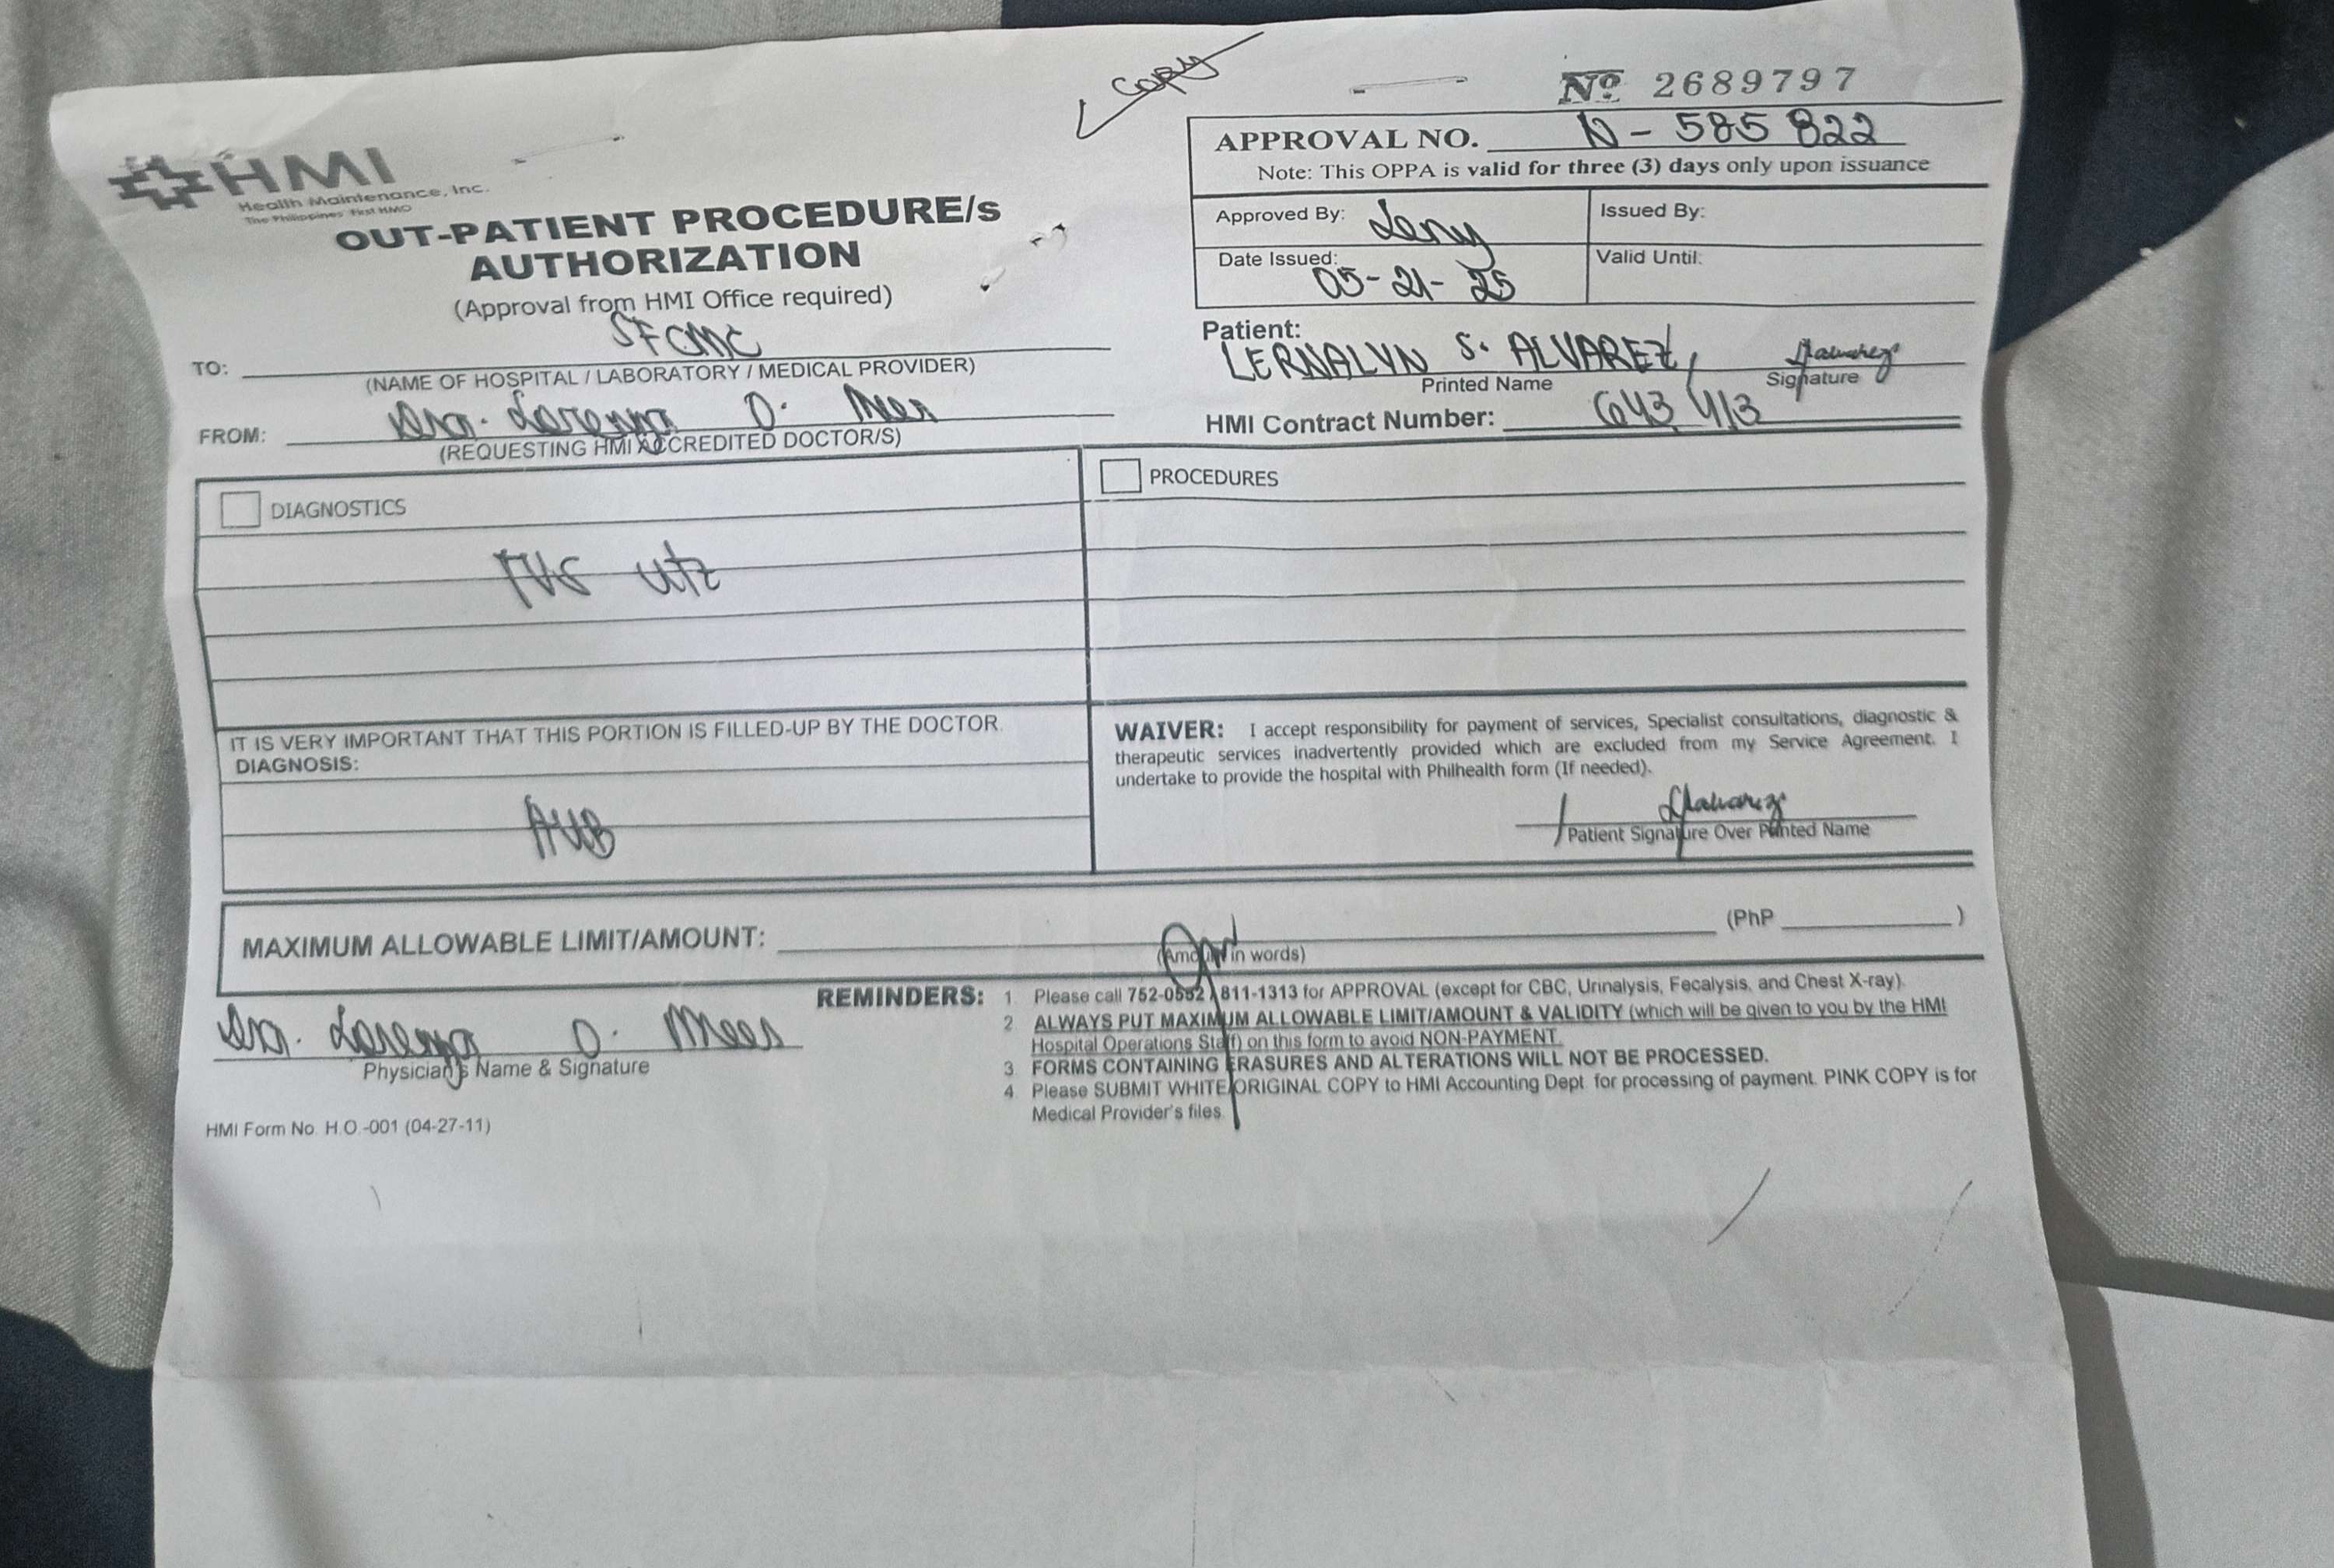 Copy
Nº 2689797
HMI
Health Maintenance, Inc.
The Philippines' First HMO
OUT-PATIENT PROCEDURE/s
AUTHORIZATION
(Approval from HMI Office required)
APPROVAL NO. N - 585 822
Note: This OPPA is valid for three (3) days only upon issuance
Approved By: Leny
Issued By:
Date Issued: 05-21-25
Valid Until:
TO: SFCMC
(NAME OF HOSPITAL / LABORATORY / MEDICAL PROVIDER)
FROM: Dra. Lorenza O. Mees
(REQUESTING HMI ACCREDITED DOCTOR/S)
Patient:
LERNALYN S. ALVAREZ
Printed Name
Signature
HMI Contract Number: 643 413
DIAGNOSTICS
TVS utz
PROCEDURES
IT IS VERY IMPORTANT THAT THIS PORTION IS FILLED-UP BY THE DOCTOR.
DIAGNOSIS:
AUB
WAIVER: I accept responsibility for payment of services, Specialist consultations, diagnostic &
therapeutic services inadvertently provided which are excluded from my Service Agreement. I
undertake to provide the hospital with Philhealth form (If needed).
Patient Signature Over Printed Name
MAXIMUM ALLOWABLE LIMIT/AMOUNT:
(PhP )
(Amount in words)
Dra. Lorenza O. Mees
Physician's Name & Signature
HMI Form No. H.O.-001 (04-27-11)
REMINDERS: 1 Please call 752-0552 / 811-1313 for APPROVAL (except for CBC, Urinalysis, Fecalysis, and Chest X-ray).
2 ALWAYS PUT MAXIMUM ALLOWABLE LIMIT/AMOUNT & VALIDITY (which will be given to you by the HMI
Hospital Operations Staff) on this form to avoid NON-PAYMENT.
3 FORMS CONTAINING ERASURES AND ALTERATIONS WILL NOT BE PROCESSED.
4 Please SUBMIT WHITE/ORIGINAL COPY to HMI Accounting Dept. for processing of payment. PINK COPY is for
Medical Provider's files.